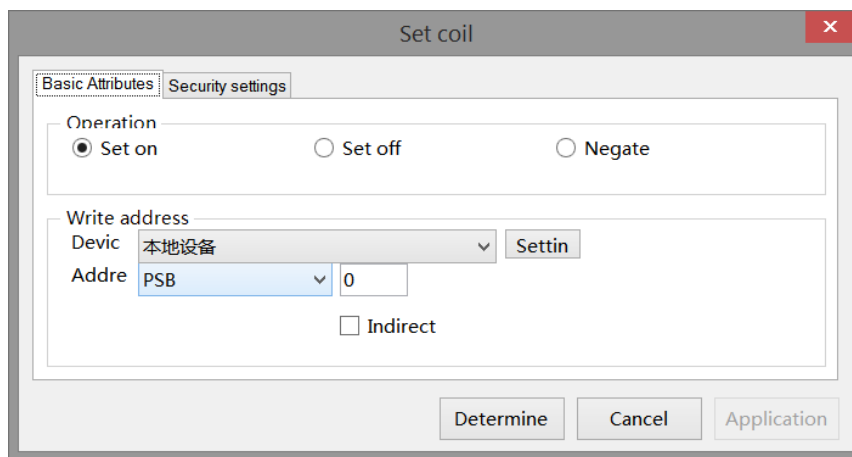 Set coil
Basic Attributes Security settings
Operation
Set on Set off Negate
Write address
Devic 本地设备 Settin
Addre PSB 0
Indirect
Determine Cancel Application